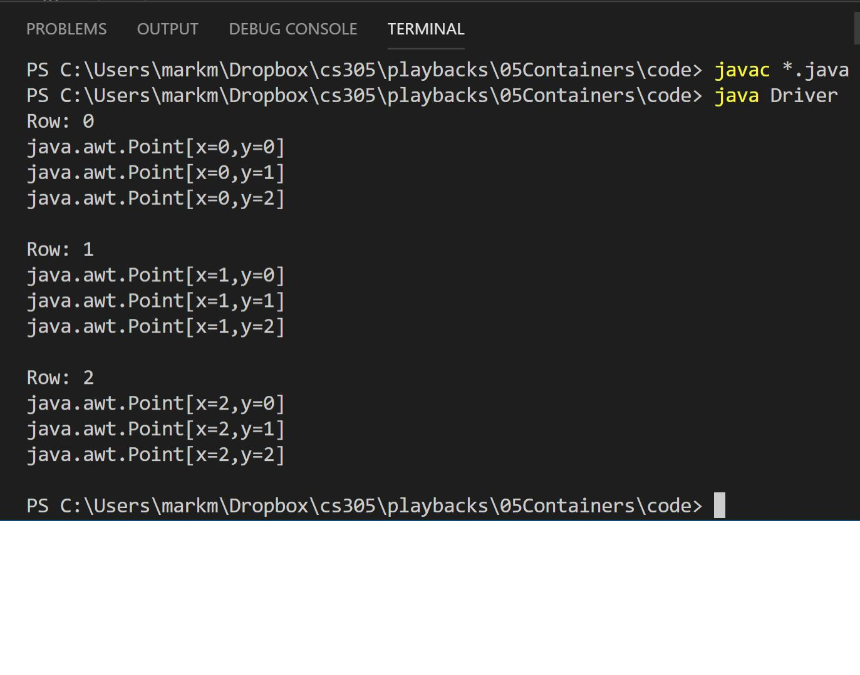 PROBLEMS OUTPUT DEBUG CONSOLE TERMINAL
PS C:\Users\markm\Dropbox\cs305\playbacks\05Containers\code> javac *.java
PS C:\Users\markm\Dropbox\cs305\playbacks\05Containers\code> java Driver
Row: 0
java.awt.Point[x=0,y=0]
java.awt.Point[x=0,y=1]
java.awt.Point[x=0,y=2]
Row: 1
java.awt.Point[x=1,y=0]
java.awt.Point[x=1,y=1]
java.awt.Point[x=1,y=2]
Row: 2
java.awt.Point[x=2,y=0]
java.awt.Point[x=2,y=1]
java.awt.Point[x=2,y=2]
PS C:\Users\markm\Dropbox\cs305\playbacks\05Containers\code>